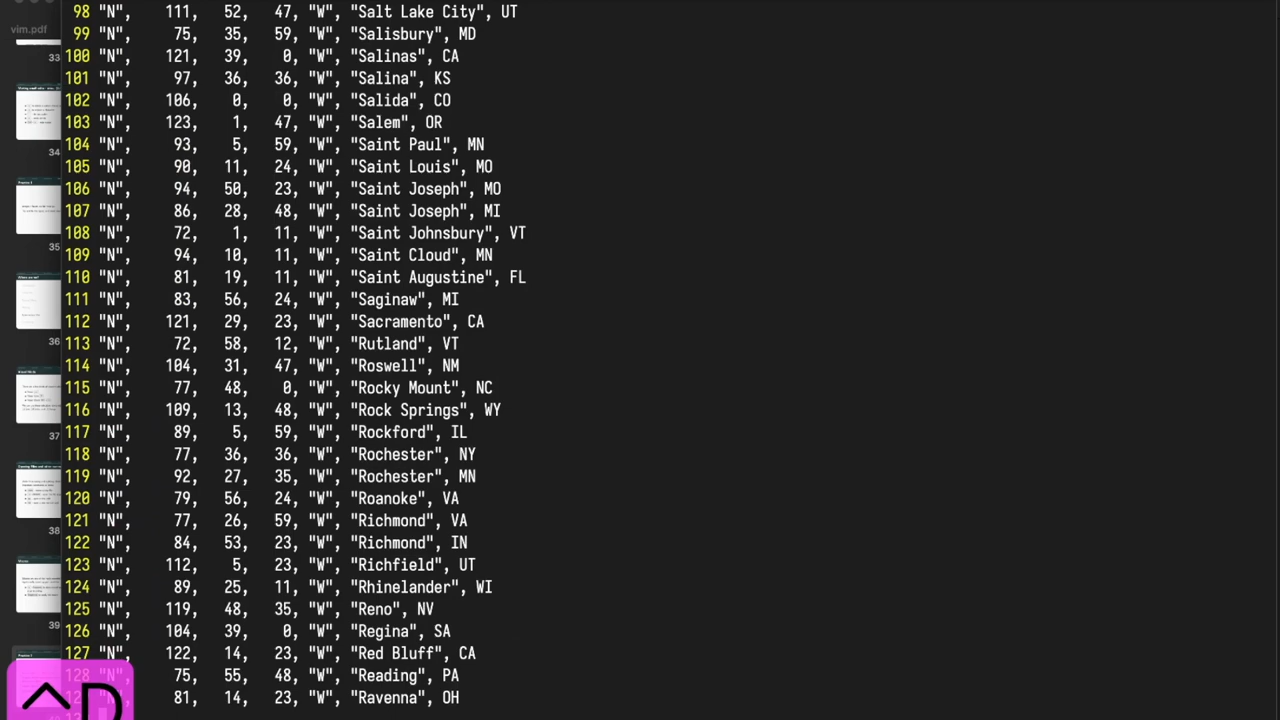 vim.pdf
98 "N", 111, 52, 47, "W", "Salt Lake City", UT
99 "N", 75, 35, 59, "W", "Salisbury", MD
100 "N", 121, 39, 0, "W", "Salinas", CA
101 "N", 97, 36, 36, "W", "Salina", KS
102 "N", 106, 0, 0, "W", "Salida", CO
103 "N", 123, 1, 47, "W", "Salem", OR
104 "N", 93, 5, 59, "W", "Saint Paul", MN
105 "N", 90, 11, 24, "W", "Saint Louis", MO
106 "N", 94, 50, 23, "W", "Saint Joseph", MO
107 "N", 86, 28, 48, "W", "Saint Joseph", MI
108 "N", 72, 1, 11, "W", "Saint Johnsbury", VT
109 "N", 94, 10, 11, "W", "Saint Cloud", MN
110 "N", 81, 19, 11, "W", "Saint Augustine", FL
111 "N", 83, 56, 24, "W", "Saginaw", MI
112 "N", 121, 29, 23, "W", "Sacramento", CA
113 "N", 72, 58, 12, "W", "Rutland", VT
114 "N", 104, 31, 47, "W", "Roswell", NM
115 "N", 77, 48, 0, "W", "Rocky Mount", NC
116 "N", 109, 13, 48, "W", "Rock Springs", WY
117 "N", 89, 5, 59, "W", "Rockford", IL
118 "N", 77, 36, 36, "W", "Rochester", NY
119 "N", 92, 27, 35, "W", "Rochester", MN
120 "N", 79, 56, 24, "W", "Roanoke", VA
121 "N", 77, 26, 59, "W", "Richmond", VA
122 "N", 84, 53, 23, "W", "Richmond", IN
123 "N", 112, 5, 23, "W", "Richfield", UT
124 "N", 89, 25, 11, "W", "Rhinelander", WI
125 "N", 119, 48, 35, "W", "Reno", NV
126 "N", 104, 39, 0, "W", "Regina", SA
127 "N", 122, 14, 23, "W", "Red Bluff", CA
128 "N", 75, 55, 48, "W", "Reading", PA
"N", 81, 14, 23, "W", "Ravenna", OH
33
34
35
36
37
38
39
^D